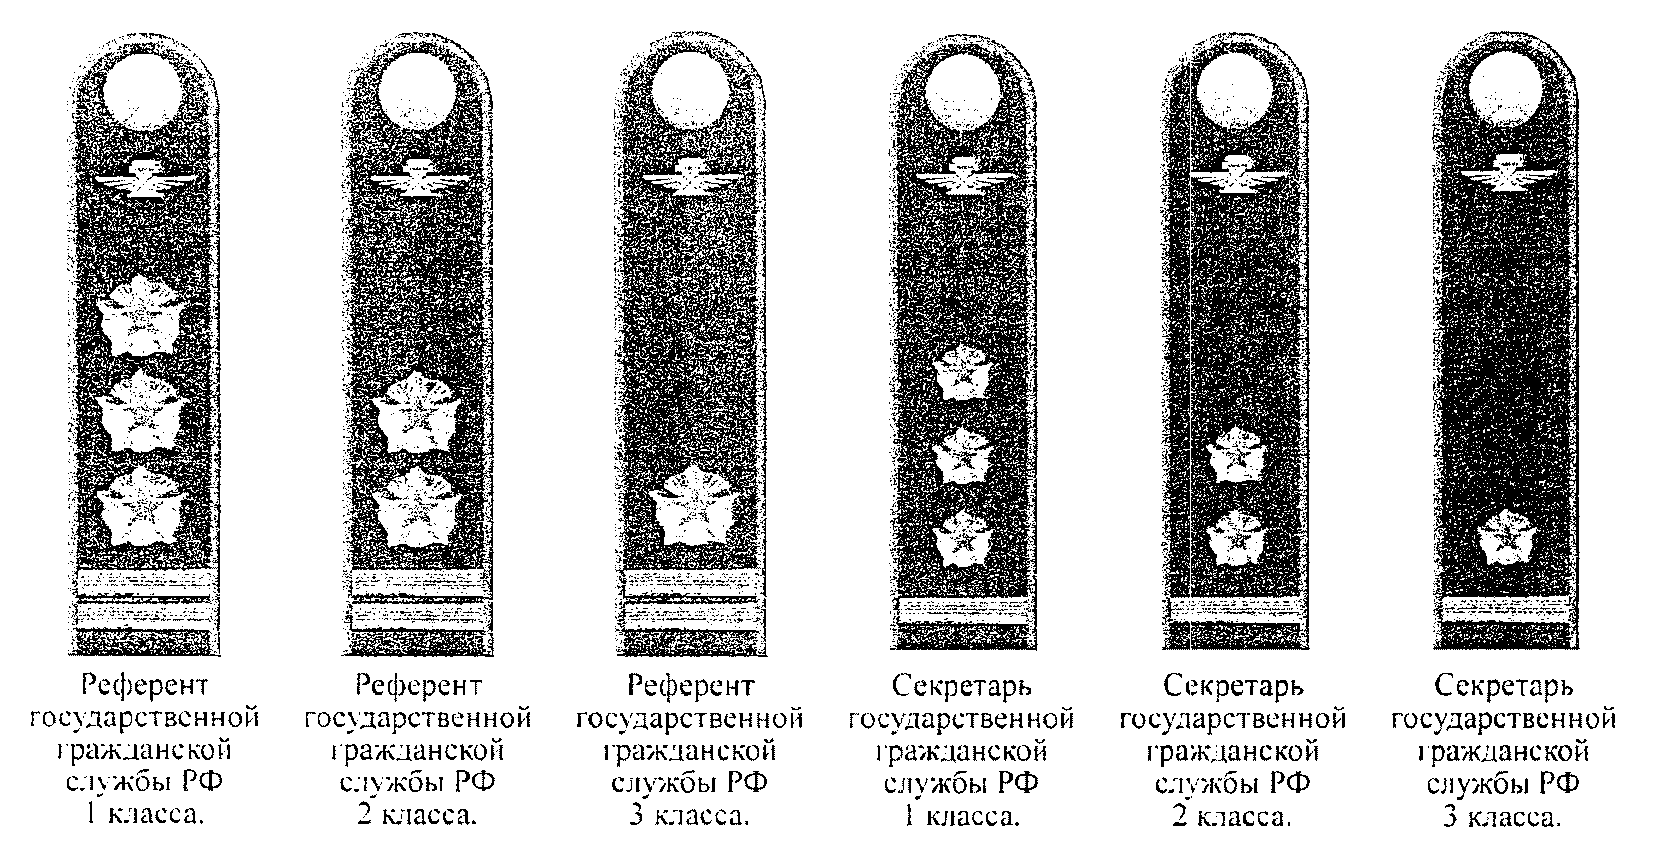 Референт
государственной
гражданской
службы РФ
1 класса.
Референт
государственной
гражданской
службы РФ
2 класса.
Референт
государственной
гражданской
службы РФ
3 класса.
Секретарь
государственной
гражданской
службы РФ
1 класса.
Секретарь
государственной
гражданской
службы РФ
2 класса.
Секретарь
государственной
гражданской
службы РФ
3 класса.